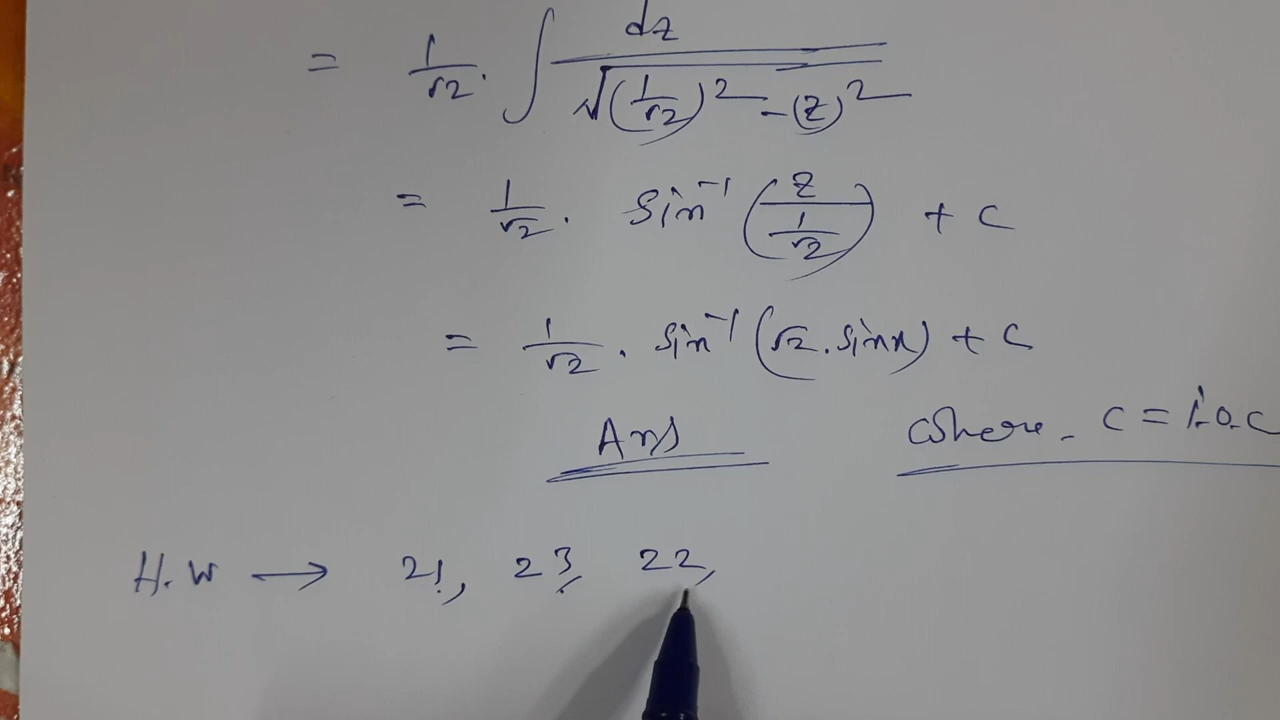 = 1/√2 . ∫ dz / √((1/√2)² - (z)²)
= 1/√2 . Sin⁻¹ (z / (1/√2)) + C
= 1/√2 . Sin⁻¹ (√2 . Sinx) + C
Ans where - C = i.o.C
H.W → 21, 23, 22,